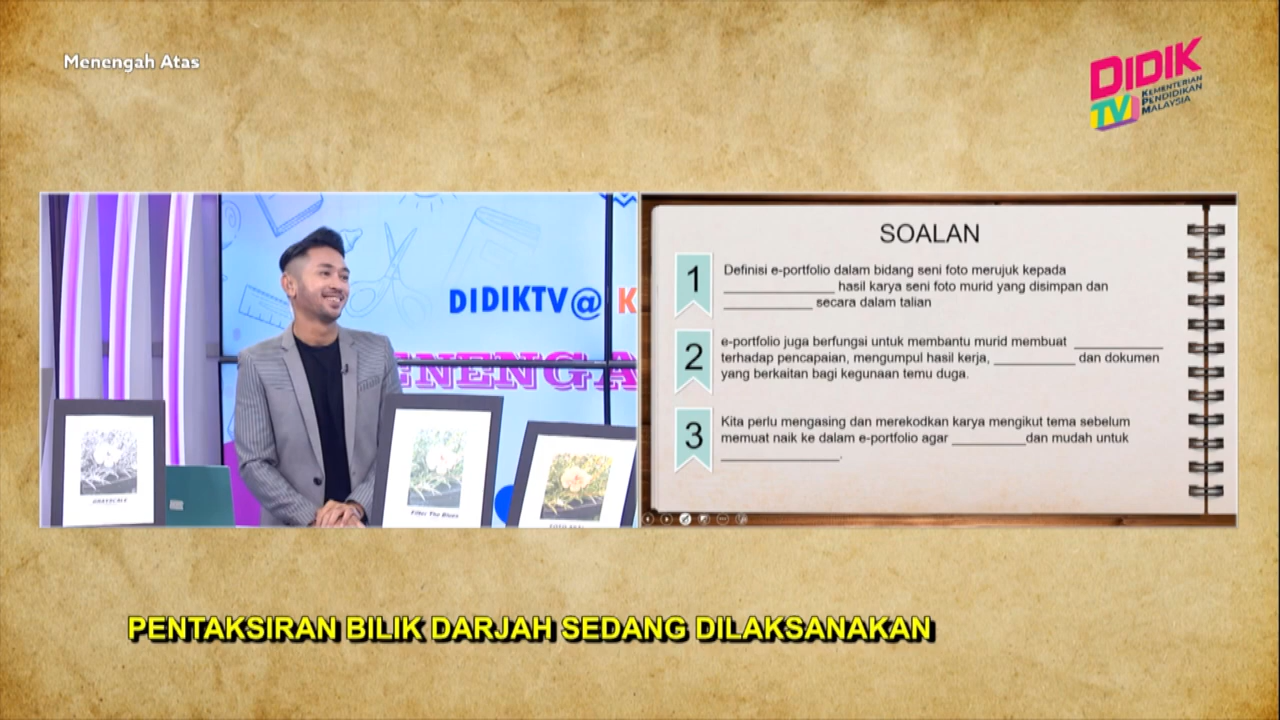 Menengah Atas
DIDIK
TV
KEMENTERIAN
PENDIDIKAN
MALAYSIA
DIDIKTV@ K
ENENGA
GRAYSCALE
Filter The Blues
SOALAN
1
Definisi e-portfolio dalam bidang seni foto merujuk kepada
_______________ hasil karya seni foto murid yang disimpan dan
____________ secara dalam talian
2
e-portfolio juga berfungsi untuk membantu murid membuat ____________
terhadap pencapaian, mengumpul hasil kerja, ___________ dan dokumen
yang berkaitan bagi kegunaan temu duga.
3
Kita perlu mengasing dan merekodkan karya mengikut tema sebelum
memuat naik ke dalam e-portfolio agar __________dan mudah untuk
________________.
PENTAKSIRAN BILIK DARJAH SEDANG DILAKSANAKAN